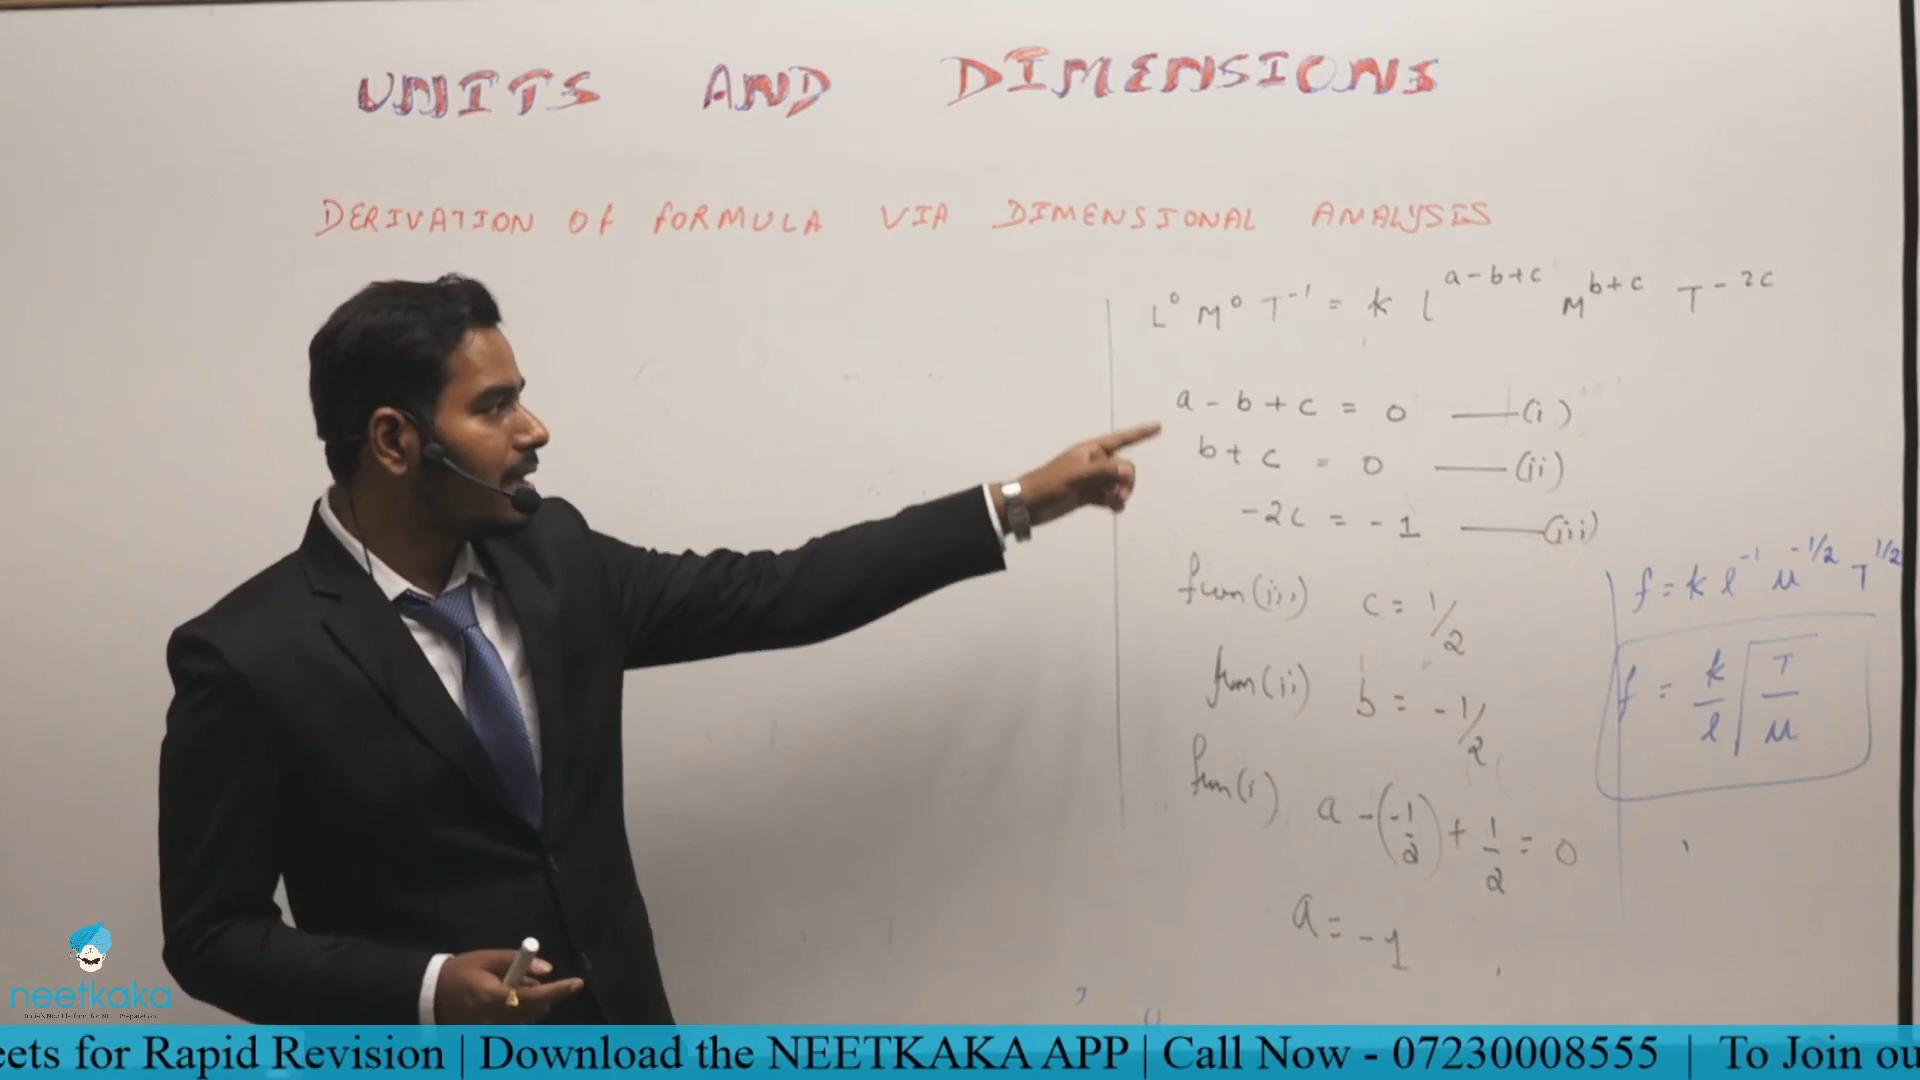 UNITS AND DIMENSIONS
DERIVATION OF FORMULA VIA DIMENSIONAL ANALYSIS
L⁰ M⁰ T⁻¹ = k L^(a-b+c) M^(b+c) T^(-2c)
a - b + c = 0 —— (i)
b + c = 0 —— (ii)
-2c = -1 —— (iii)
from (iii) c = 1/2
from (ii) b = -1/2
from (i) a - (-1/2) + 1/2 = 0
a = -1
f = k l⁻¹ μ^(-1/2) T^(1/2)
f = k/l √(T/μ)
neetkaka
eets for Rapid Revision | Download the NEETKAKA APP | Call Now - 07230008555 | To Join ou